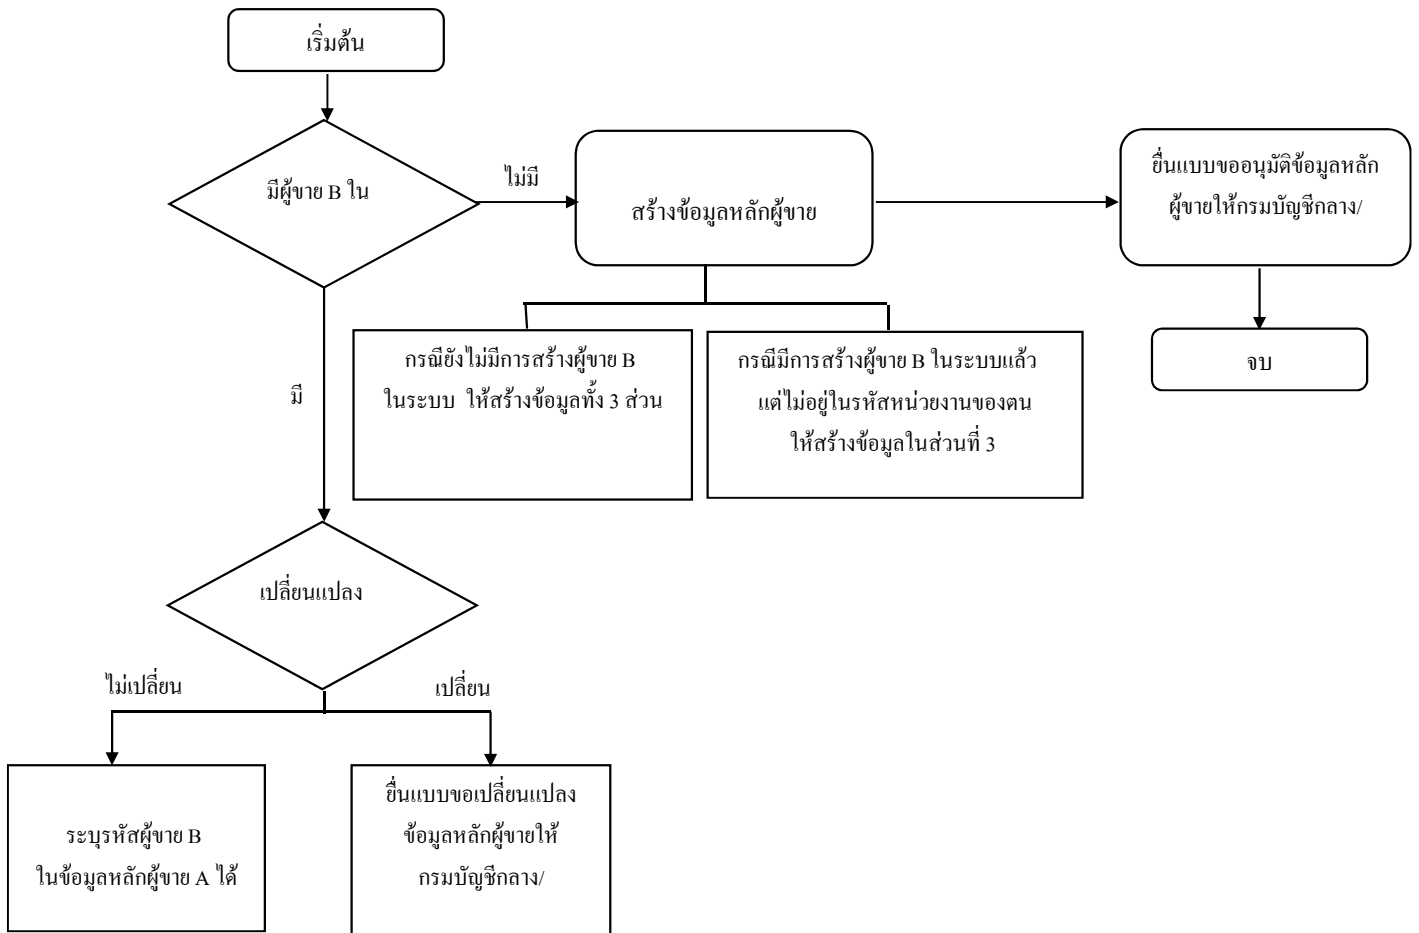 เริ่มต้น
มีผู้ขาย B ใน
ไม่มี
สร้างข้อมูลหลักผู้ขาย
ยื่นแบบขออนุมัติข้อมูลหลัก
ผู้ขายให้กรมบัญชีกลาง/
จบ
มี
กรณียังไม่มีการสร้างผู้ขาย B
ในระบบ ให้สร้างข้อมูลทั้ง 3 ส่วน
กรณีมีการสร้างผู้ขาย B ในระบบแล้ว
แต่ไม่อยู่ในรหัสหน่วยงานของตน
ให้สร้างข้อมูลในส่วนที่ 3
เปลี่ยนแปลง
ไม่เปลี่ยน
เปลี่ยน
ระบุรหัสผู้ขาย B
ในข้อมูลหลักผู้ขาย A ได้
ยื่นแบบขอเปลี่ยนแปลง
ข้อมูลหลักผู้ขายให้
กรมบัญชีกลาง/